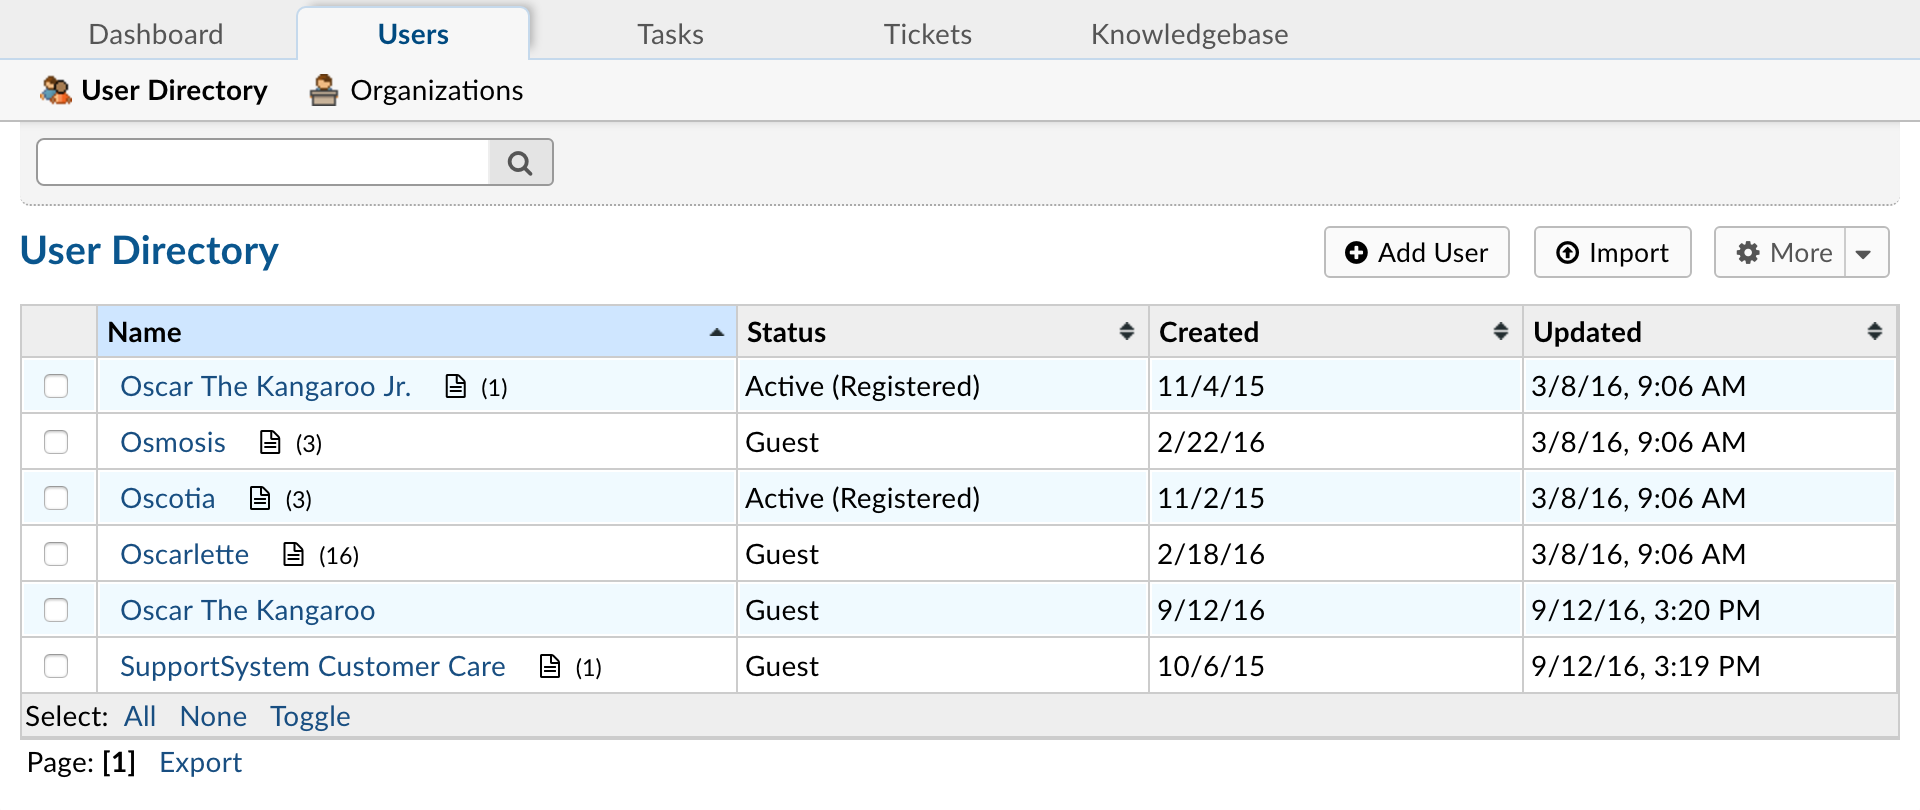 Dashboard Users Tasks Tickets Knowledgebase
User Directory Organizations
User Directory Add User Import More
Name Status Created Updated
Oscar The Kangaroo Jr. (1) Active (Registered) 11/4/15 3/8/16, 9:06 AM
Osmosis (3) Guest 2/22/16 3/8/16, 9:06 AM
Oscotia (3) Active (Registered) 11/2/15 3/8/16, 9:06 AM
Oscarlette (16) Guest 2/18/16 3/8/16, 9:06 AM
Oscar The Kangaroo Guest 9/12/16 9/12/16, 3:20 PM
SupportSystem Customer Care (1) Guest 10/6/15 9/12/16, 3:19 PM
Select: All None Toggle
Page: [1] Export